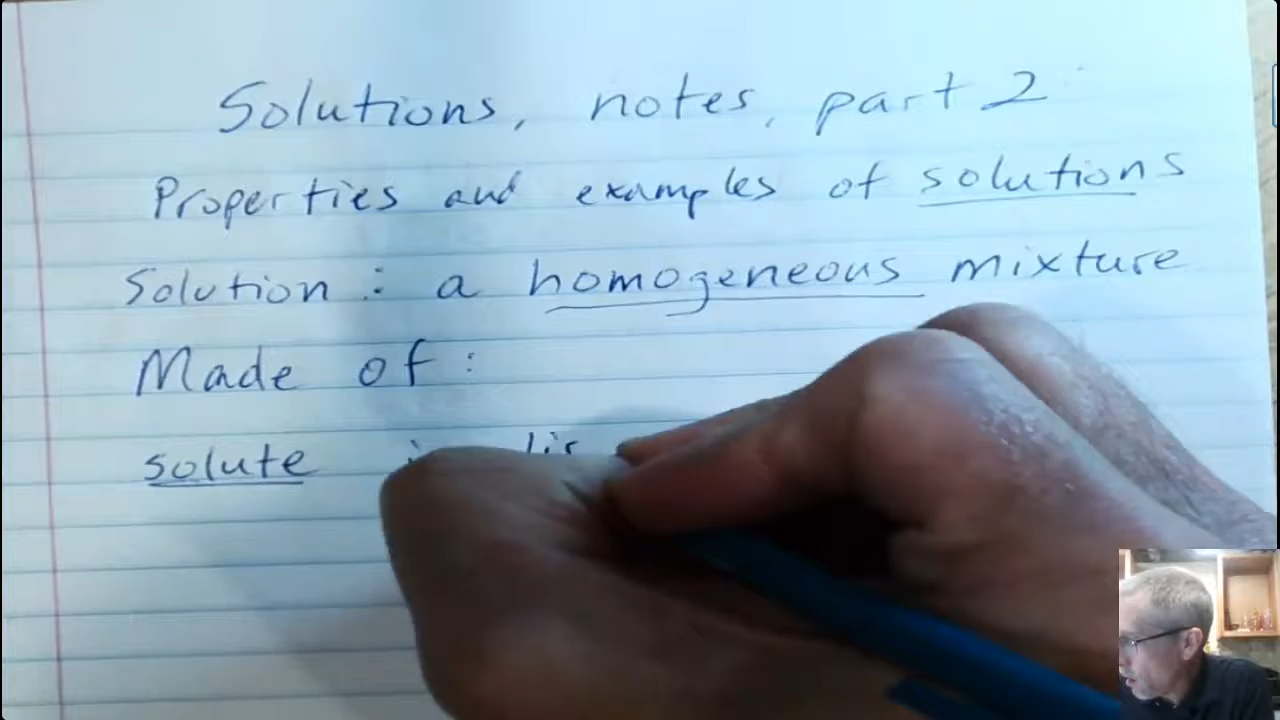 Solutions, notes, part 2
Properties and examples of solutions
Solution: a homogeneous mixture
Made of:
solute